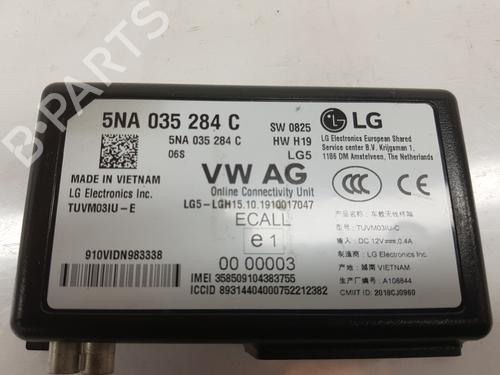 5NA 035 284 C
5NA 035 284 C
06S
SW 0825
HW H19
LG5
LG
LG Electronics European Shared
Service center B.V. Krijgsman 1,
1186 DM Amstelveen, The Netherlands
MADE IN VIETNAM
LG Electronics Inc.
TUVM03IU-E
VW AG
Online Connectivity Unit
LG5-LGH15.10.1910017047
ECALL
e1
00 00003
910VIDN983338
IMEI 358509104383755
ICCID 89314404000752212382
CCC
产品名称: 车载无线终端
型号: TUVM03IU-C
输入: DC 12V, 0.4A
制造商: LG Electronics Inc.
产地: 越南 VIETNAM
生产厂编号: A106844
CMIIT ID: 2018CJ0960
B-PARTS